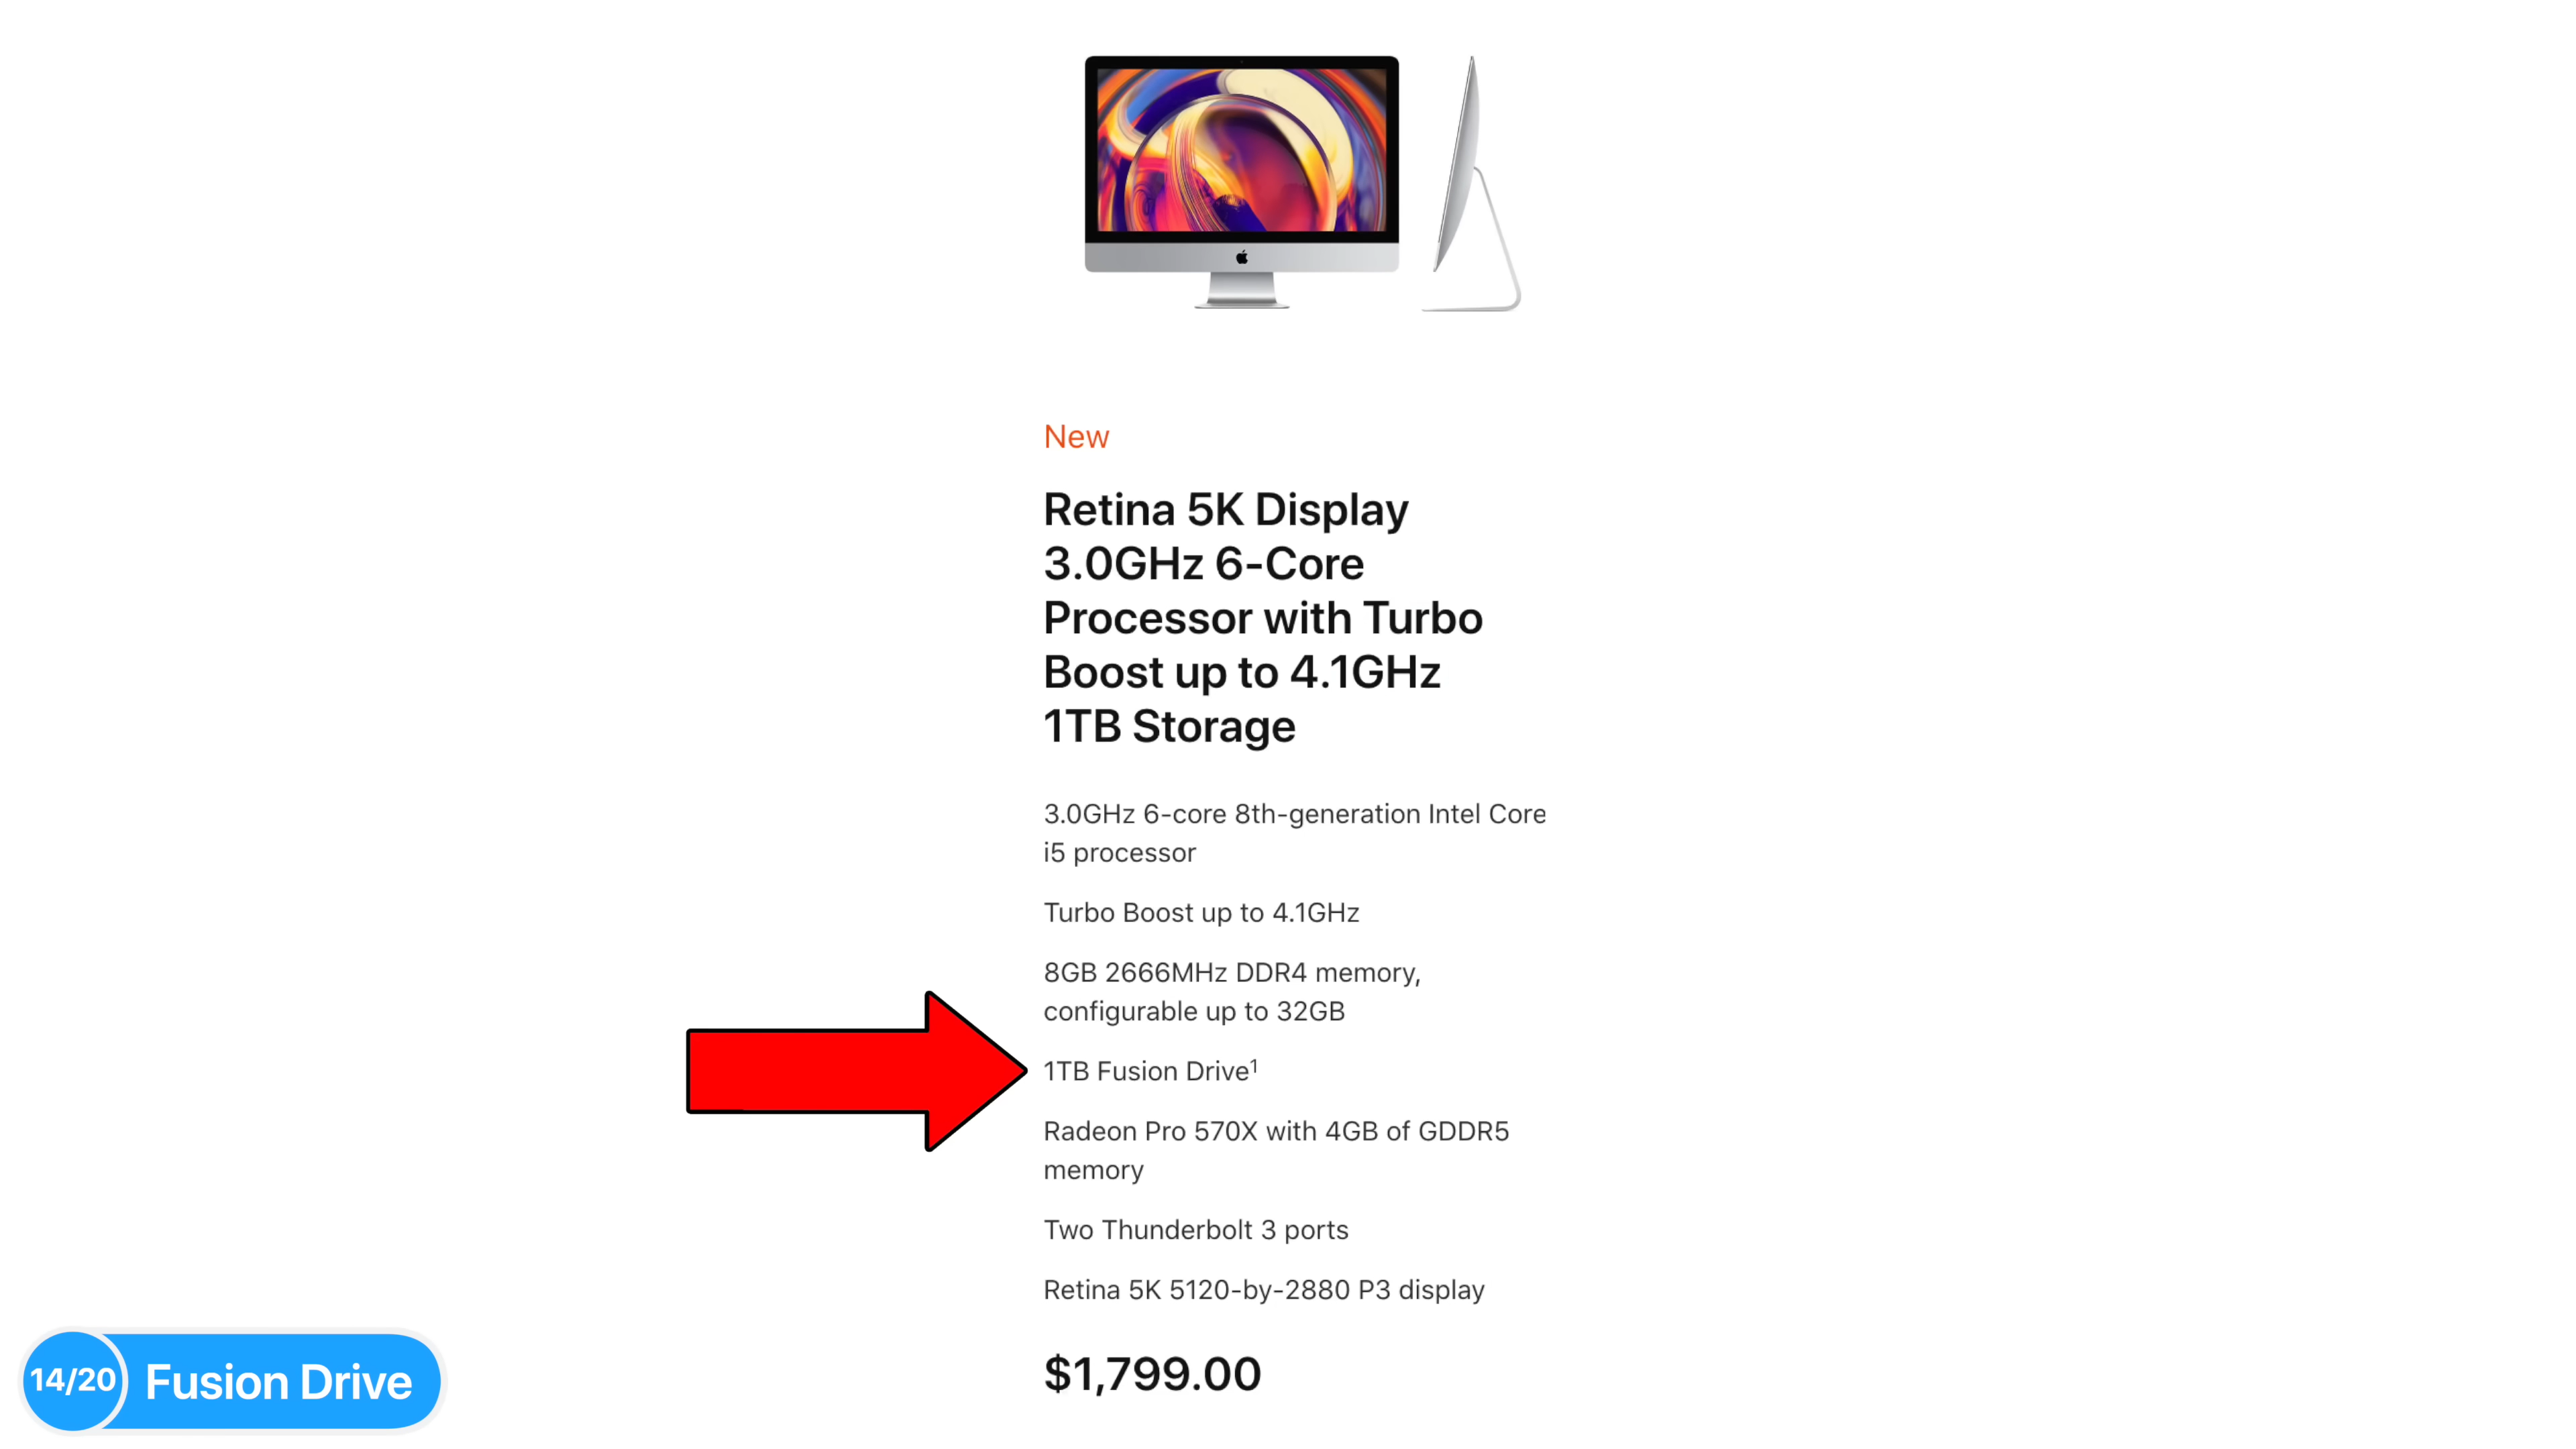 New
Retina 5K Display
3.0GHz 6-Core
Processor with Turbo
Boost up to 4.1GHz
1TB Storage
3.0GHz 6-core 8th-generation Intel Core
i5 processor
Turbo Boost up to 4.1GHz
8GB 2666MHz DDR4 memory,
configurable up to 32GB
1TB Fusion Drive¹
Radeon Pro 570X with 4GB of GDDR5
memory
Two Thunderbolt 3 ports
Retina 5K 5120-by-2880 P3 display
$1,799.00
14/20 Fusion Drive